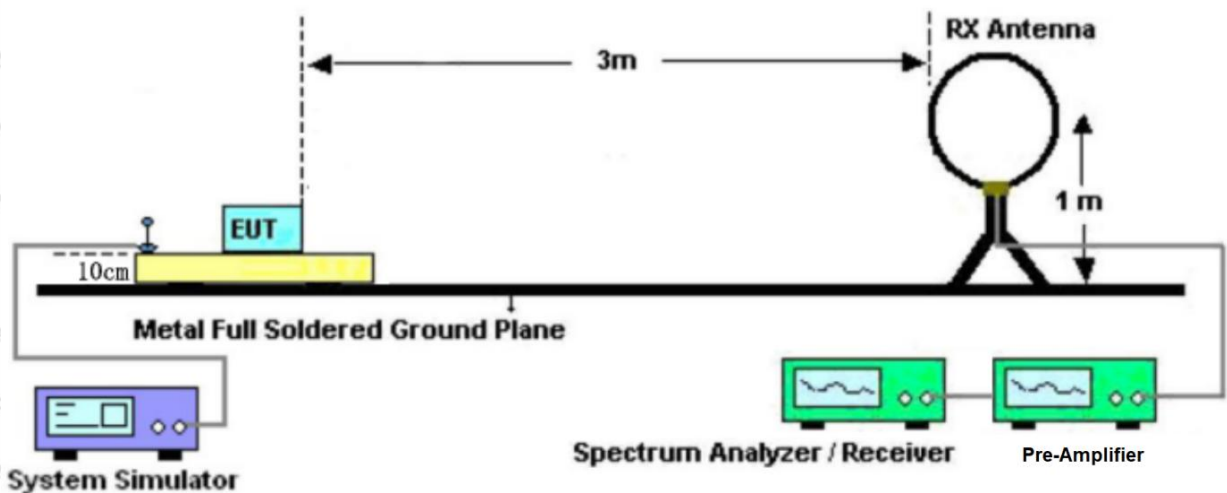 RX Antenna
3m
1 m
EUT
10cm
Metal Full Soldered Ground Plane
System Simulator
Spectrum Analyzer / Receiver
Pre-Amplifier